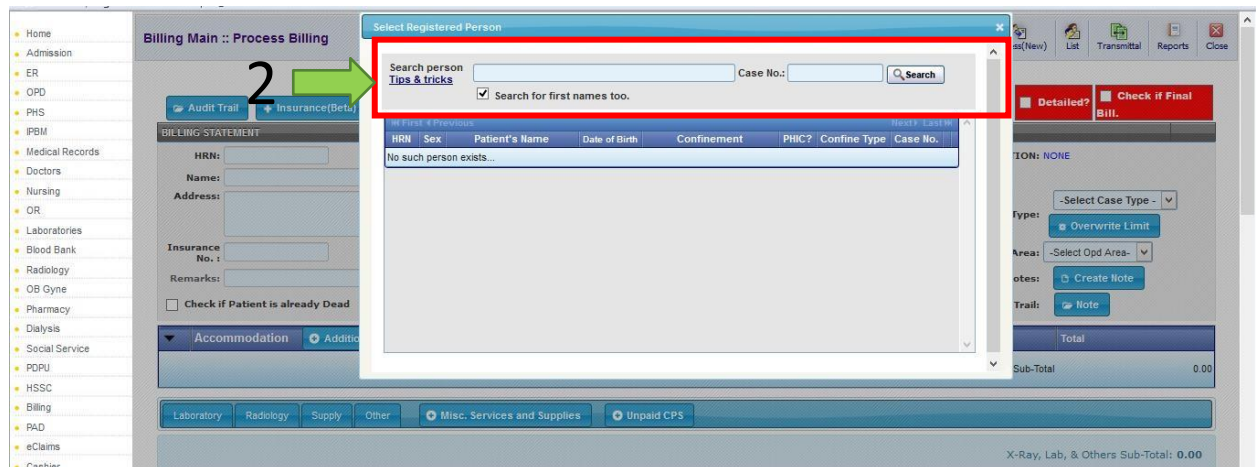 Home
Admission
ER
OPD
PHS
IPBM
Medical Records
Doctors
Nursing
OR
Laboratories
Blood Bank
Radiology
OB Gyne
Pharmacy
Dialysis
Social Service
PDPU
HSSC
Billing
PAD
eClaims
Cashier
Billing Main :: Process Billing
List Transmittal Reports Close
2
Audit Trail Insurance(Beta)
Detailed? Check if Final
Bill.
BILLING STATEMENT
HRN:
Name:
Address:
Insurance
No. :
Remarks:
Check if Patient is already Dead
NONE
-Select Case Type -
Type:
Overwrite Limit
Area: -Select Opd Area-
Create Note
Trail: Note
Select Registered Person
Search person
Tips & tricks
Case No.: Search
Search for first names too.
First Previous Next Last
HRN Sex Patient's Name Date of Birth Confinement PHIC? Confine Type Case No.
No such person exists...
Accommodation Total
Sub-Total 0.00
Laboratory Radiology Supply Other Misc. Services and Supplies Unpaid CPS
X-Ray, Lab, & Others Sub-Total: 0.00